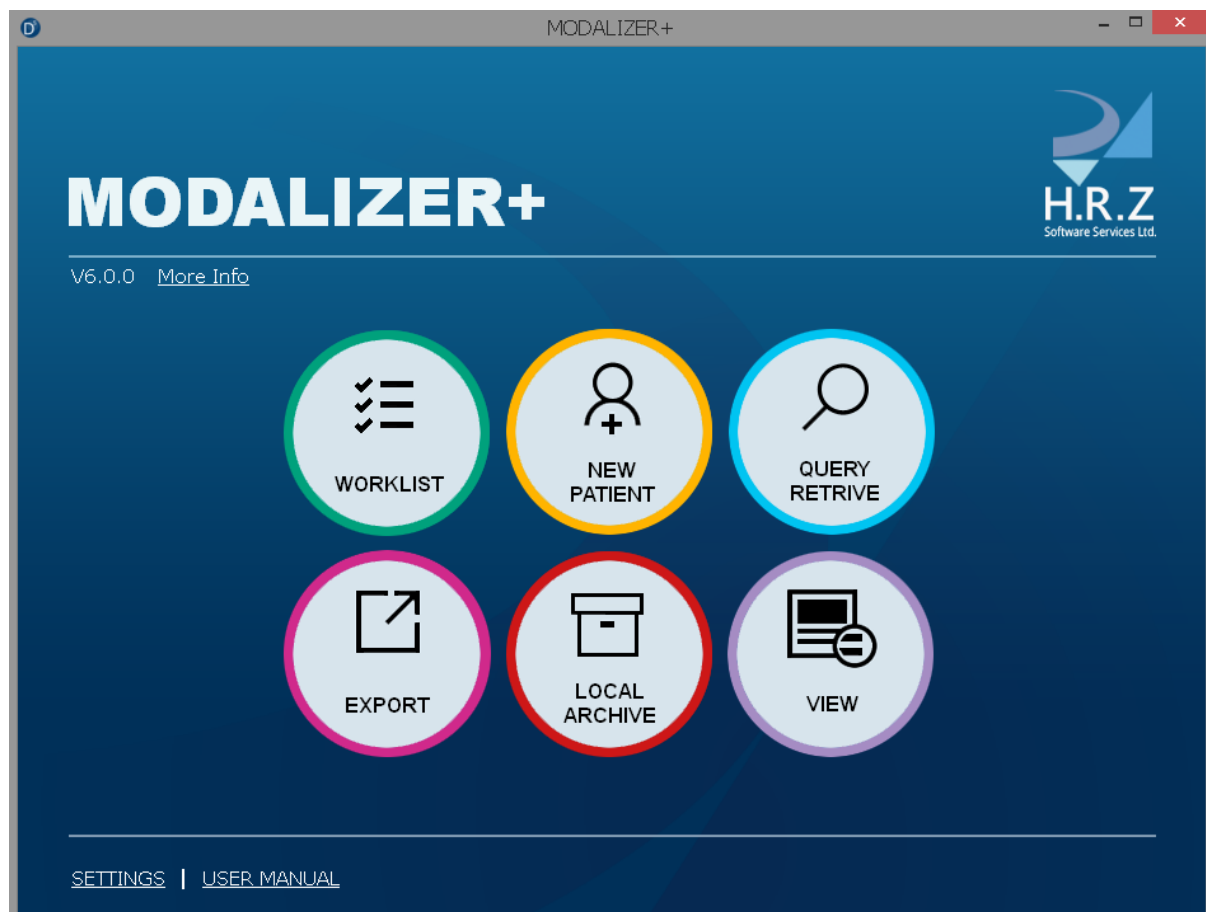 MODALIZER+
MODALIZER+
H.R.Z
Software Services Ltd.
V6.0.0 More Info
WORKLIST
NEW
PATIENT
QUERY
RETRIVE
EXPORT
LOCAL
ARCHIVE
VIEW
SETTINGS | USER MANUAL